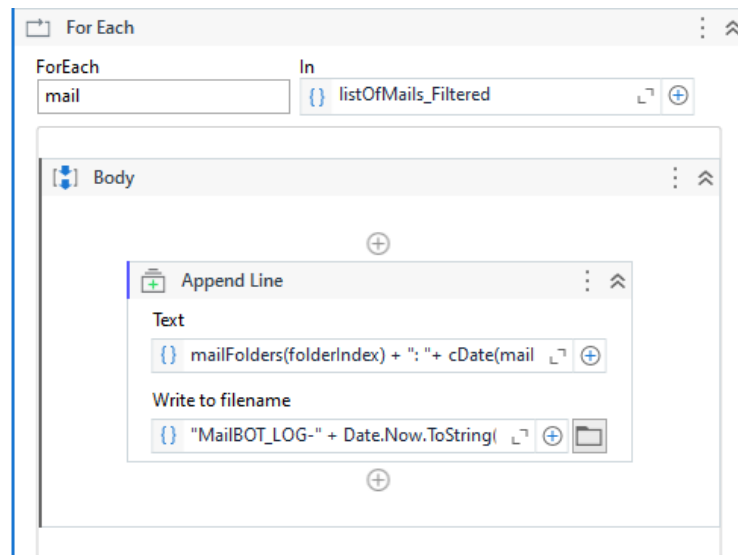 For Each
ForEach In
mail {} listOfMails_Filtered
Body
Append Line
Text
{} mailFolders(folderIndex) + ": "+ cDate(mail
Write to filename
{} "MailBOT_LOG-" + Date.Now.ToString(